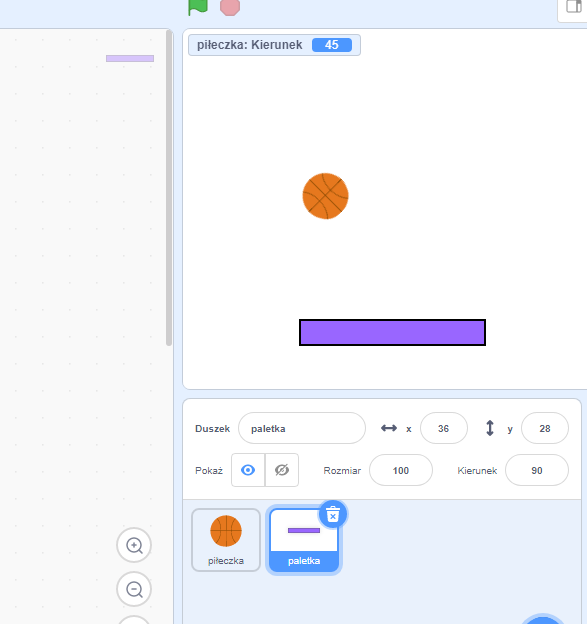 piłeczka: Kierunek 45
Duszek paletka x 36 y 28
Pokaż Rozmiar 100 Kierunek 90
piłeczka paletka